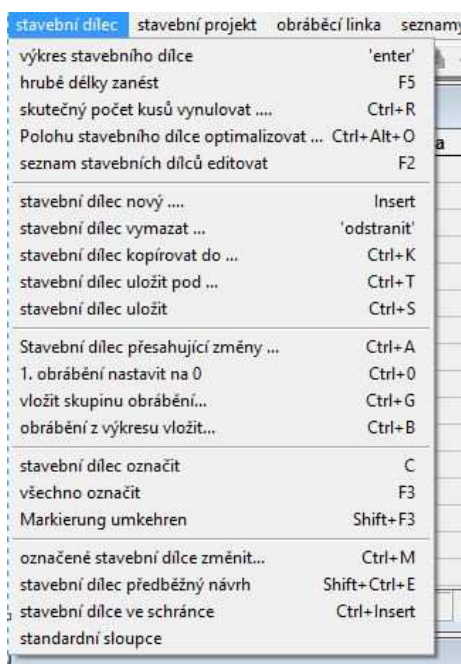 stavební dílec stavební projekt obráběcí linka seznamy
výkres stavebního dílce 'enter'
hrubé délky zanést F5
skutečný počet kusů vynulovat .... Ctrl+R
Polohu stavebního dílce optimalizovat ... Ctrl+Alt+O
seznam stavebních dílců editovat F2
stavební dílec nový .... Insert
stavební dílec vymazat ... 'odstranit'
stavební dílec kopírovat do ... Ctrl+K
stavební dílec uložit pod ... Ctrl+T
stavební dílec uložit Ctrl+S
Stavební dílec přesahující změny ... Ctrl+A
1. obrábění nastavit na 0 Ctrl+0
vložit skupinu obrábění... Ctrl+G
obrábění z výkresu vložit... Ctrl+B
stavební dílec označit C
všechno označit F3
Markierung umkehren Shift+F3
označené stavební dílce změnit... Ctrl+M
stavební dílec předběžný návrh Shift+Ctrl+E
stavební dílce ve schránce Ctrl+Insert
standardní sloupce
a